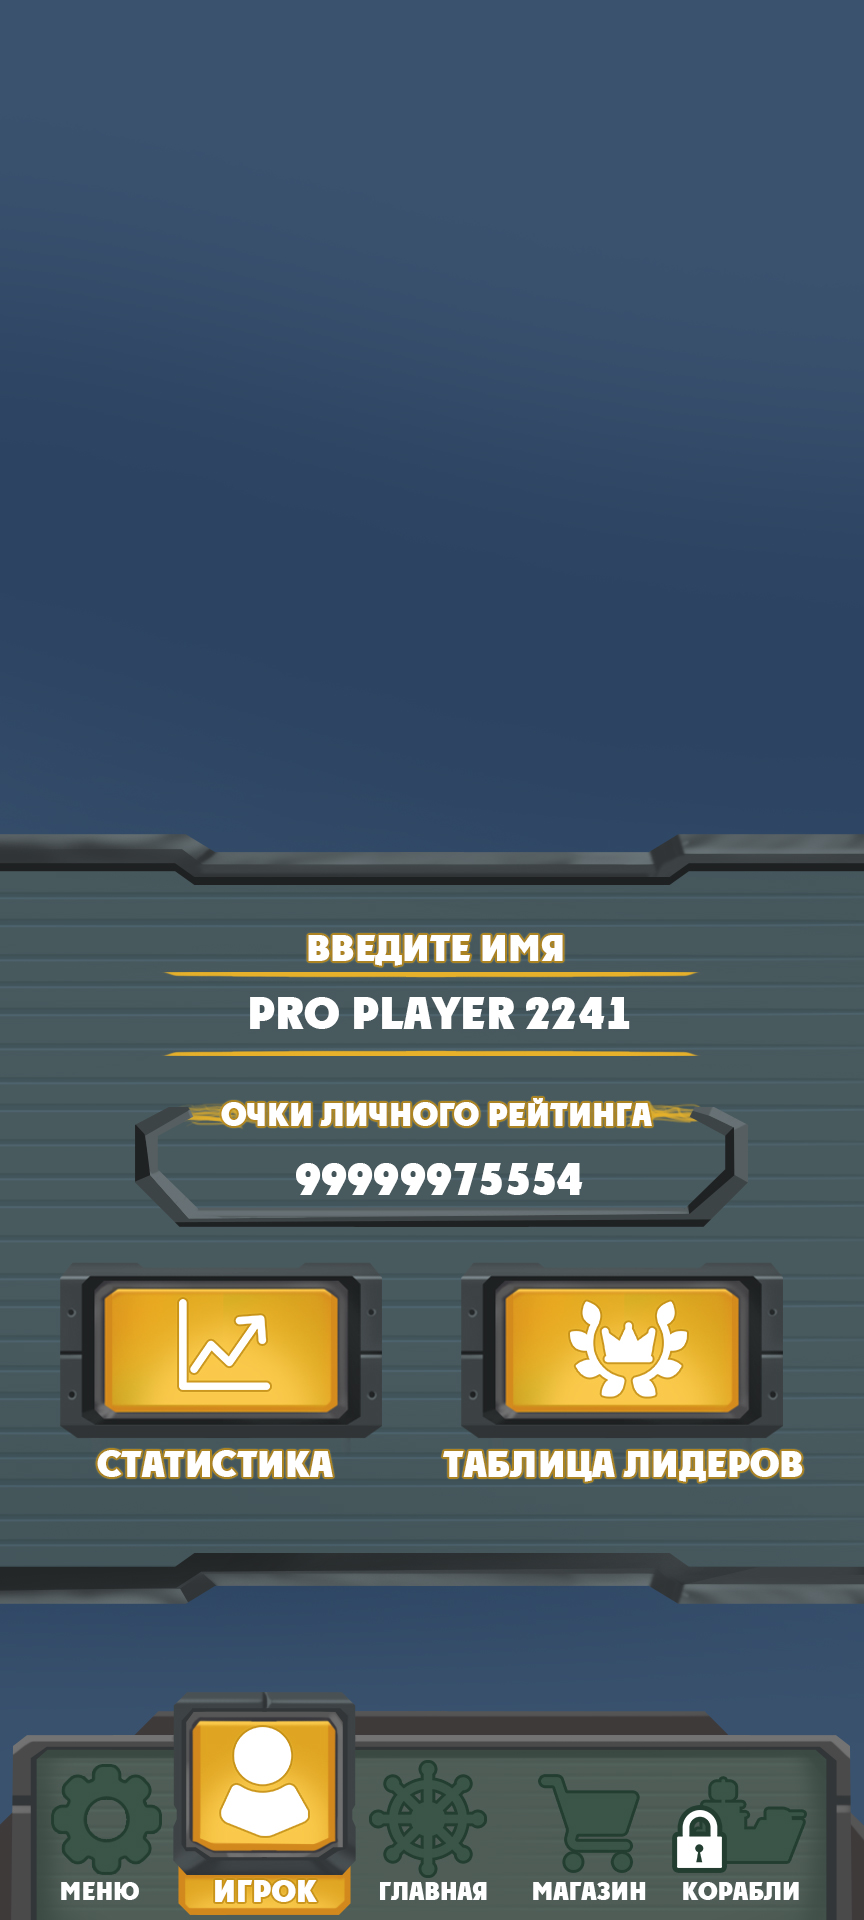 ВВЕДИТЕ ИМЯ
PRO PLAYER 2241
ОЧКИ ЛИЧНОГО РЕЙТИНГА
99999975554
СТАТИСТИКА
ТАБЛИЦА ЛИДЕРОВ
МЕНЮ
ИГРОК
ГЛАВНАЯ
МАГАЗИН
КОРАБЛИ